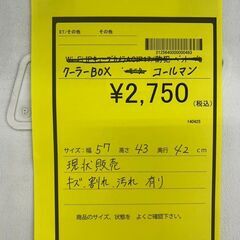 ET/その他 その他
0125640000000493
クーラーBOX コールマン
¥2,750
(税込)
140425
サイズ: 幅 57 高さ 43 奥行 42 cm
現状販売
キズ、割れ、汚れ 有り
商品のサイズ、状態を よくご確認下さい。